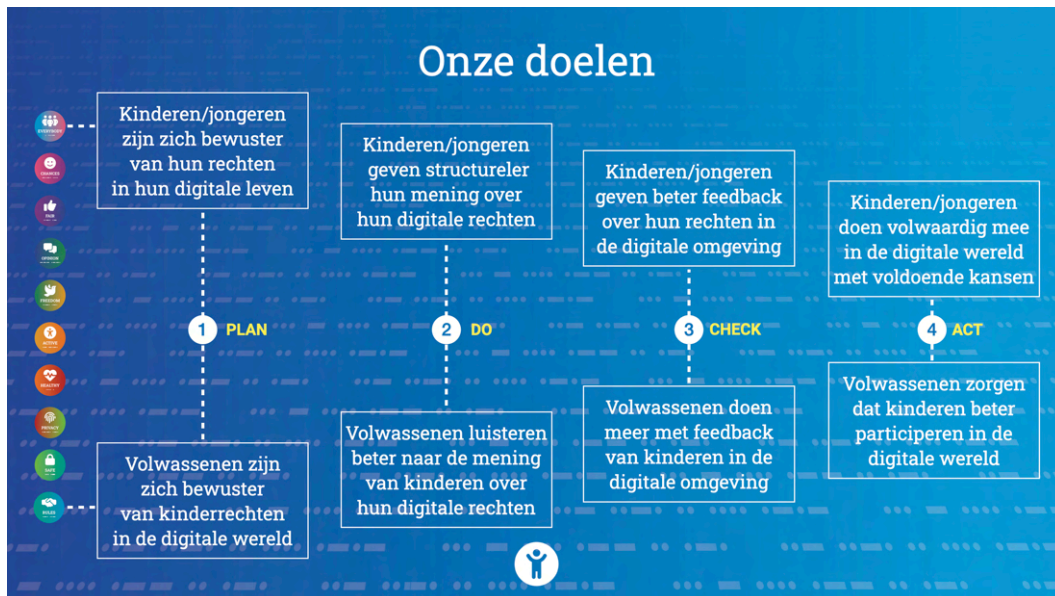 Onze doelen
EVERYBODY
CHANCES
OUR
OPINION
FREEDOM
ACTIVE
HEALTHY
PRIVACY
SAFE
RULES
Kinderen/jongeren
zijn zich bewuster
van hun rechten
in hun digitale leven
1 PLAN
Volwassenen zijn
zich bewuster
van kinderrechten
in de digitale wereld
Kinderen/jongeren
geven structureler
hun mening over
hun digitale rechten
2 DO
Volwassenen luisteren
beter naar de mening
van kinderen over
hun digitale rechten
Kinderen/jongeren
geven beter feedback
over hun rechten in
de digitale omgeving
3 CHECK
Volwassenen doen
meer met feedback
van kinderen in de
digitale omgeving
Kinderen/jongeren
doen volwaardig mee
in de digitale wereld
met voldoende kansen
4 ACT
Volwassenen zorgen
dat kinderen beter
participeren in de
digitale wereld